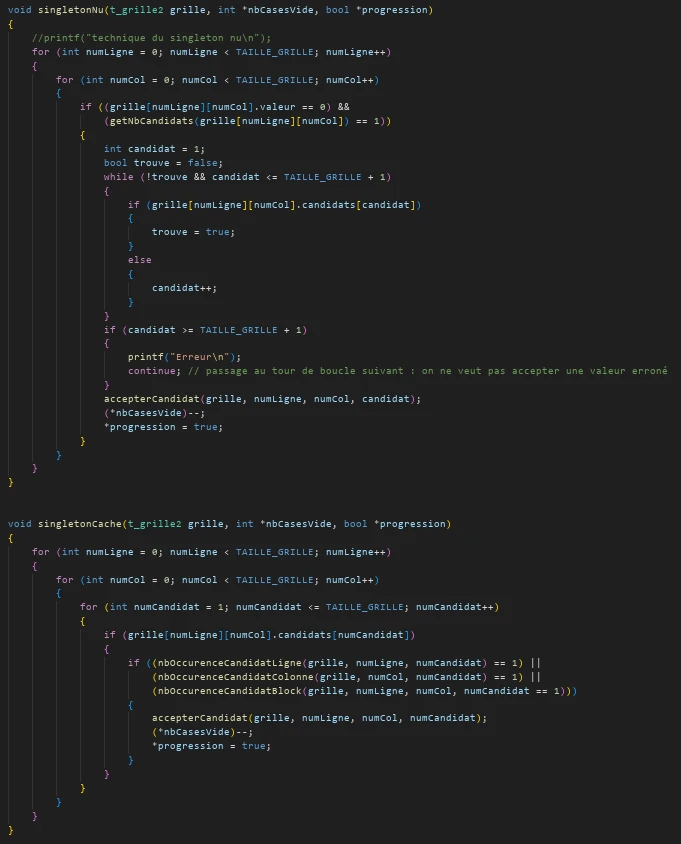 void singletonNu(t_grille2 grille, int *nbCasesVide, bool *progression)
{
    //printf("technique du singleton nu\n");
    for (int numLigne = 0; numLigne < TAILLE_GRILLE; numLigne++)
    {
        for (int numCol = 0; numCol < TAILLE_GRILLE; numCol++)
        {
            if ((grille[numLigne][numCol].valeur == 0) &&
                (getNbCandidats(grille[numLigne][numCol]) == 1))
            {
                int candidat = 1;
                bool trouve = false;
                while (!trouve && candidat <= TAILLE_GRILLE + 1)
                {
                    if (grille[numLigne][numCol].candidats[candidat])
                    {
                        trouve = true;
                    }
                    else
                    {
                        candidat++;
                    }
                }
                if (candidat >= TAILLE_GRILLE + 1)
                {
                    printf("Erreur\n");
                    continue; // passage au tour de boucle suivant : on ne veut pas accepter une valeur erroné
                }
                accepterCandidat(grille, numLigne, numCol, candidat);
                (*nbCasesVide)--;
                *progression = true;
            }
        }
    }
}
void singletonCache(t_grille2 grille, int *nbCasesVide, bool *progression)
{
    for (int numLigne = 0; numLigne < TAILLE_GRILLE; numLigne++)
    {
        for (int numCol = 0; numCol < TAILLE_GRILLE; numCol++)
        {
            for (int numCandidat = 1; numCandidat <= TAILLE_GRILLE; numCandidat++)
            {
                if (grille[numLigne][numCol].candidats[numCandidat])
                {
                    if ((nbOccurenceCandidatLigne(grille, numLigne, numCandidat) == 1) ||
                        (nbOccurenceCandidatColonne(grille, numCol, numCandidat) == 1) ||
                        (nbOccurenceCandidatBlock(grille, numLigne, numCol, numCandidat == 1)))
                    {
                        accepterCandidat(grille, numLigne, numCol, numCandidat);
                        (*nbCasesVide)--;
                        *progression = true;
                    }
                }
            }
        }
    }
}